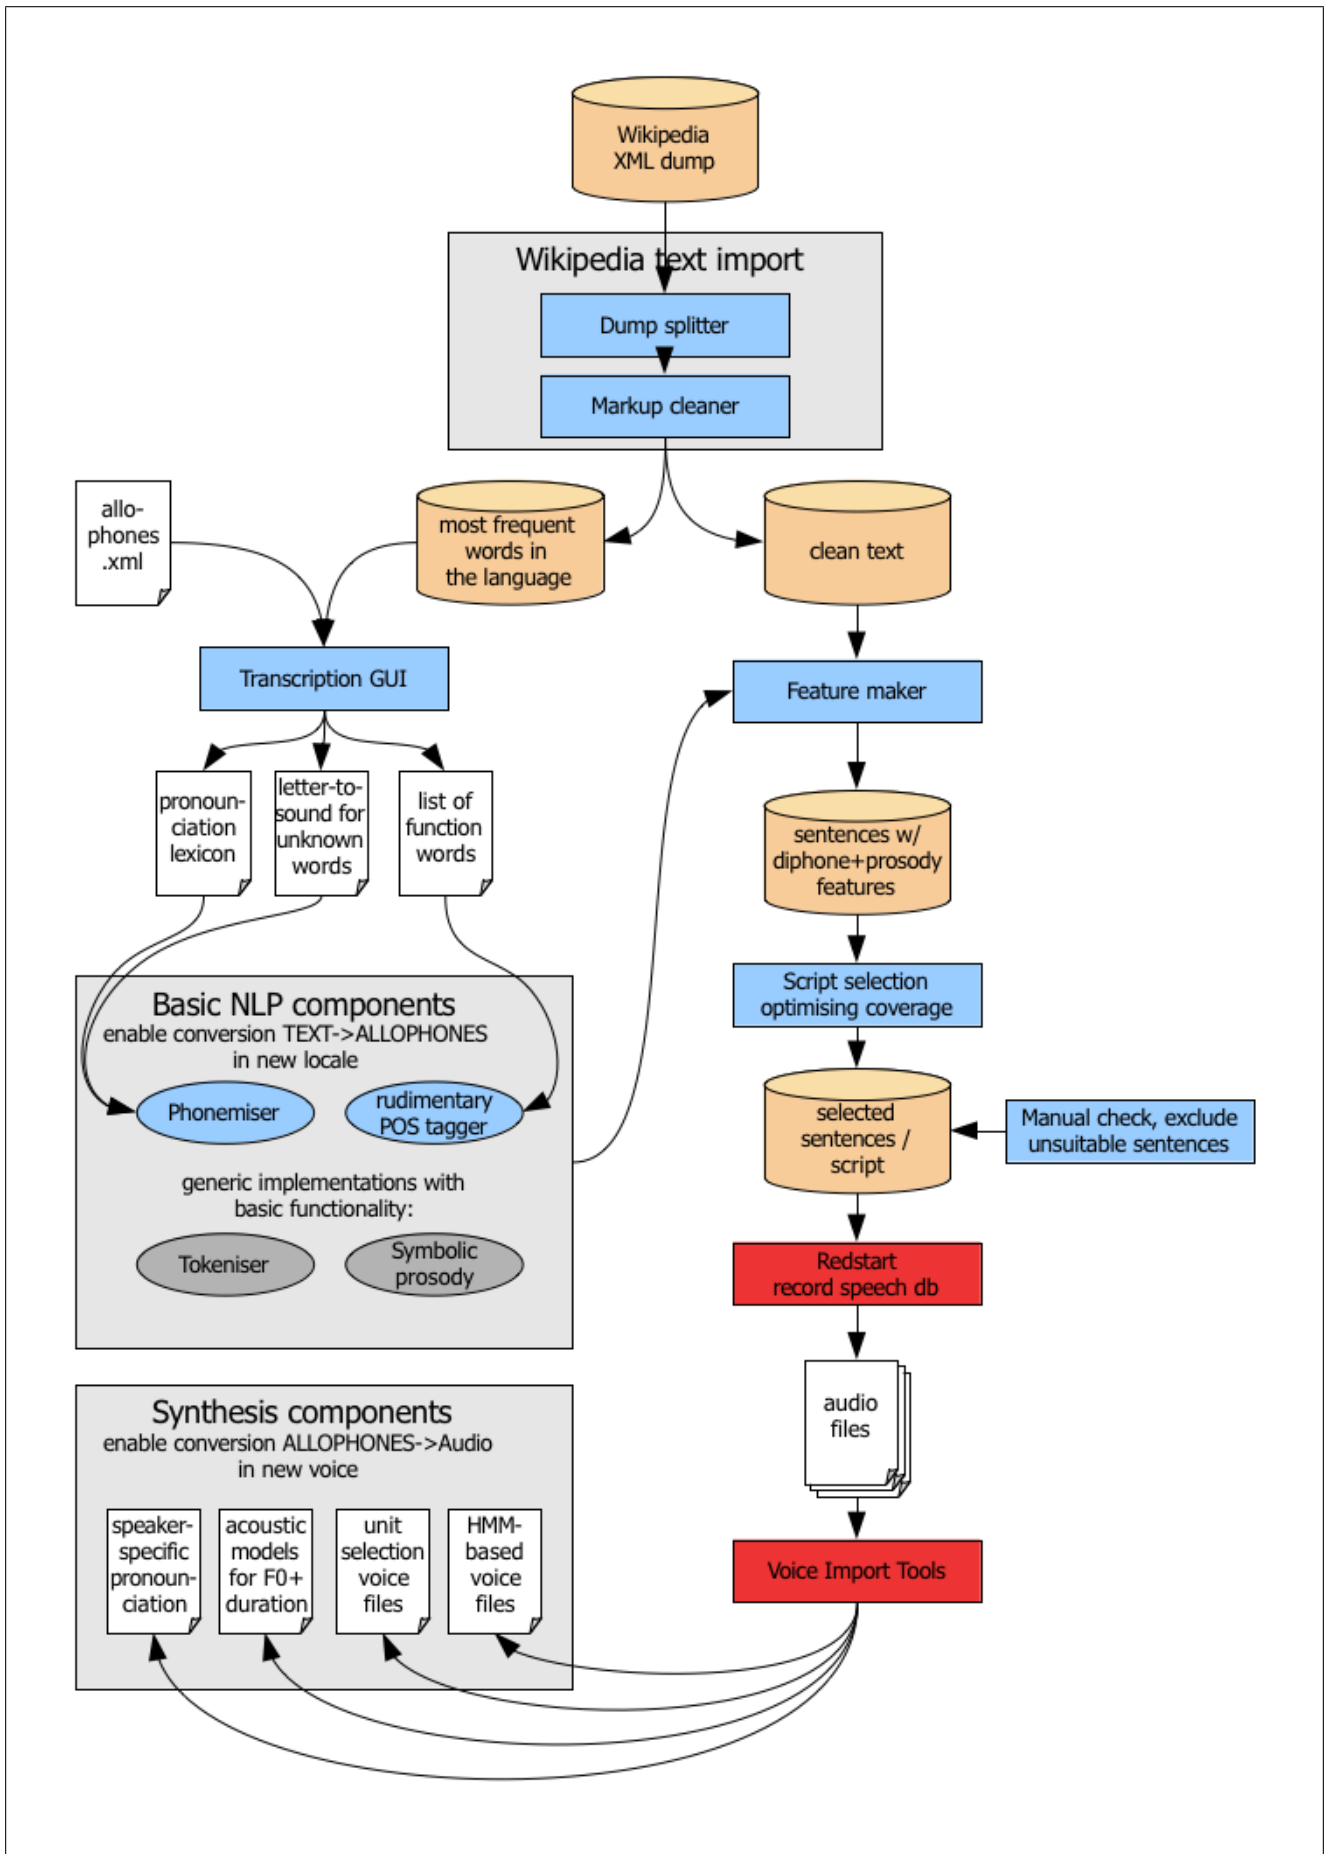 Wikipedia
XML dump
Wikipedia text import
Dump splitter
Markup cleaner
allo-
phones
.xml
most frequent
words in
the language
clean text
Transcription GUI
Feature maker
pronoun-
ciation
lexicon
letter-to-
sound for
unknown
words
list of
function
words
sentences w/
diphone+prosody
features
Basic NLP components
enable conversion TEXT->ALLOPHONES
in new locale
Phonemiser
rudimentary
POS tagger
generic implementations with
basic functionality:
Tokeniser
Symbolic
prosody
Script selection
optimising coverage
selected
sentences /
script
Manual check, exclude
unsuitable sentences
Redstart
record speech db
audio
files
Voice Import Tools
Synthesis components
enable conversion ALLOPHONES->Audio
in new voice
speaker-
specific
pronoun-
ciation
acoustic
models
for F0+
duration
unit
selection
voice
files
HMM-
based
voice
files